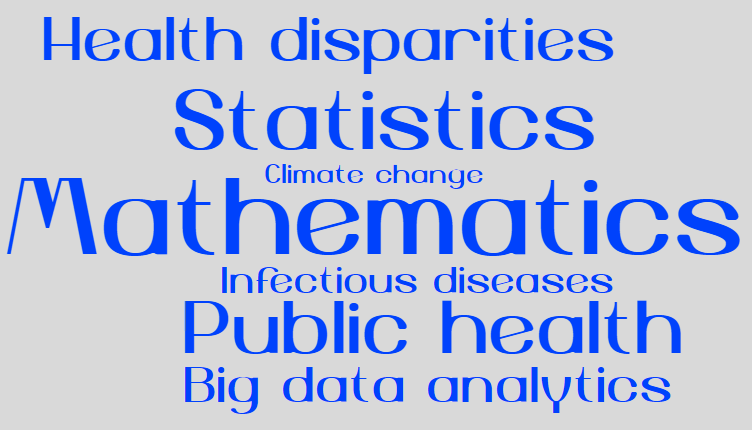 Health disparities
Statistics
Climate change
Mathematics
Infectious diseases
Public health
Big data analytics